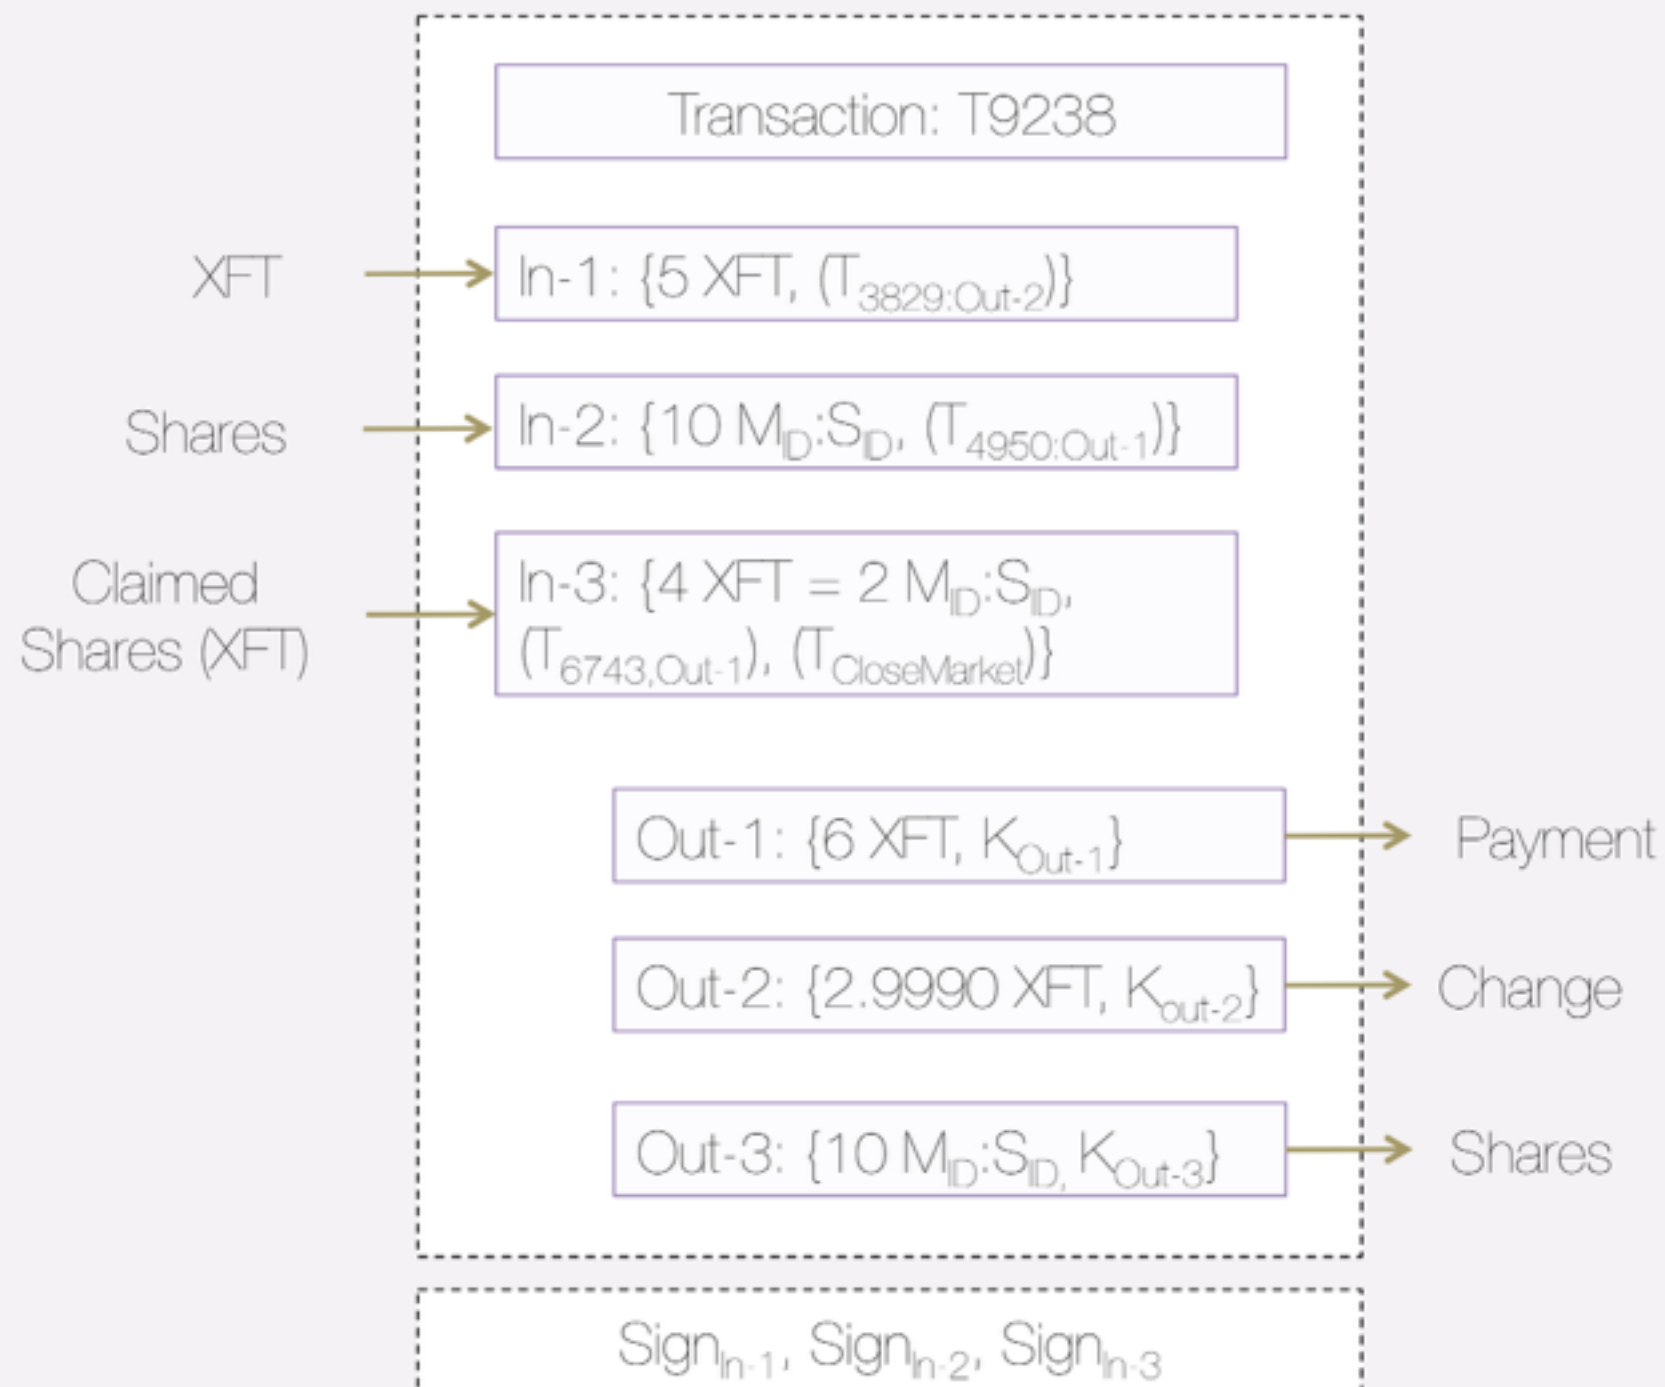 Transaction: T9238
XFT
In-1: {5 XFT, (T3829:Out-2)}
Shares
In-2: {10 MID:SID, (T4950:Out-1)}
Claimed
Shares (XFT)
In-3: {4 XFT = 2 MID:SID,
(T6743,Out-1), (TCloseMarket)}
Out-1: {6 XFT, KOut-1}
Payment
Out-2: {2.9990 XFT, Kout-2}
Change
Out-3: {10 MID:SID, KOut-3}
Shares
SignIn-1, SignIn-2, SignIn-3